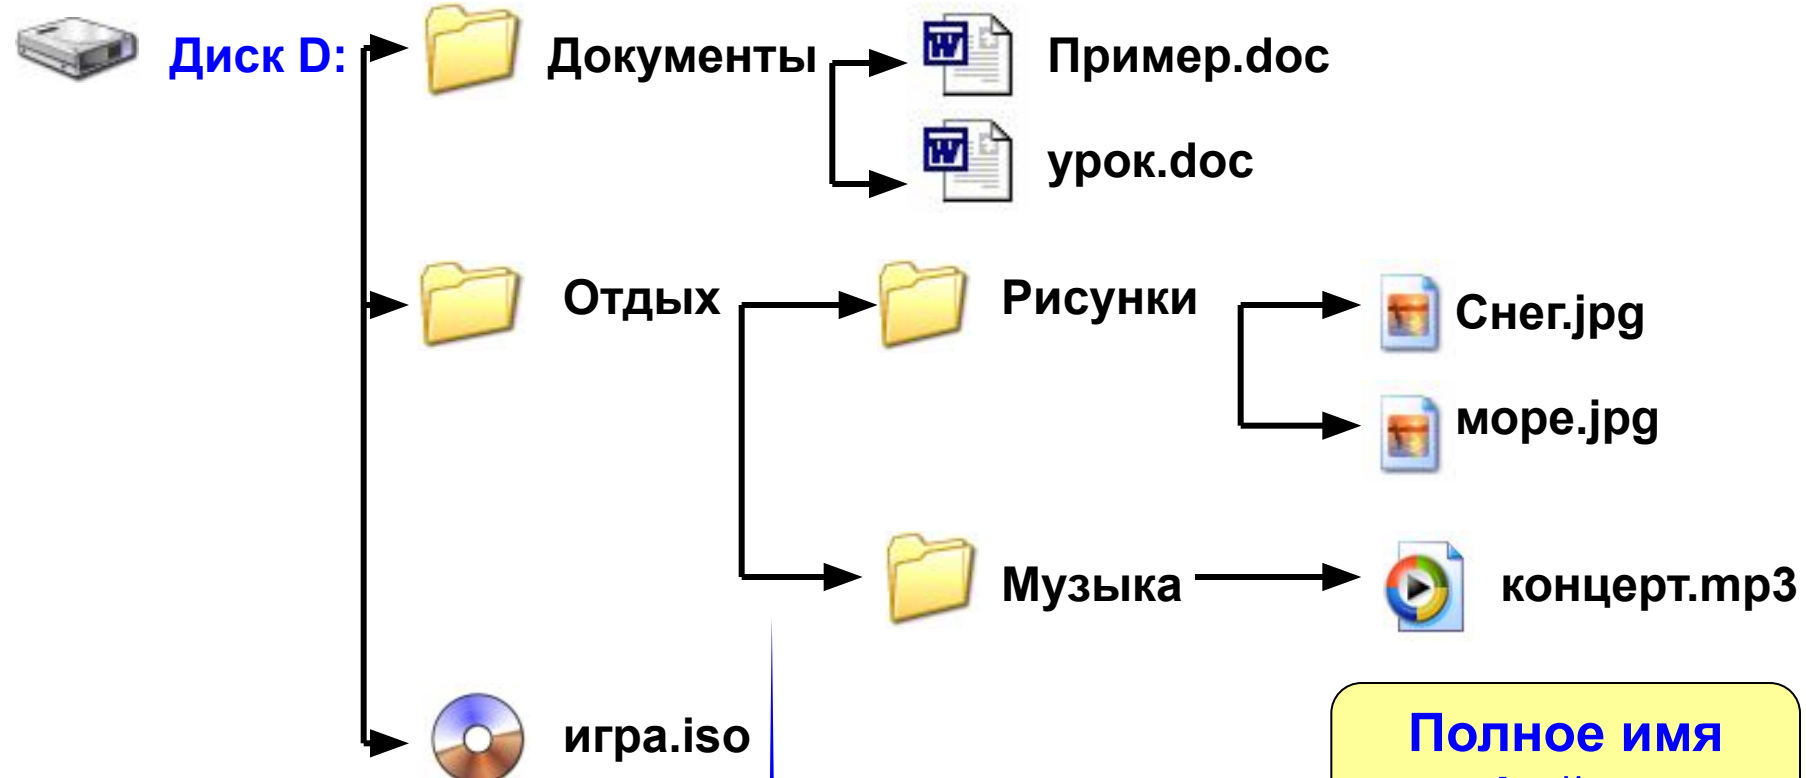 Диск D:
Документы
Пример.doc
урок.doc
Отдых
Рисунки
Снег.jpg
море.jpg
Музыка
концерт.mp3
игра.iso
Полное имя